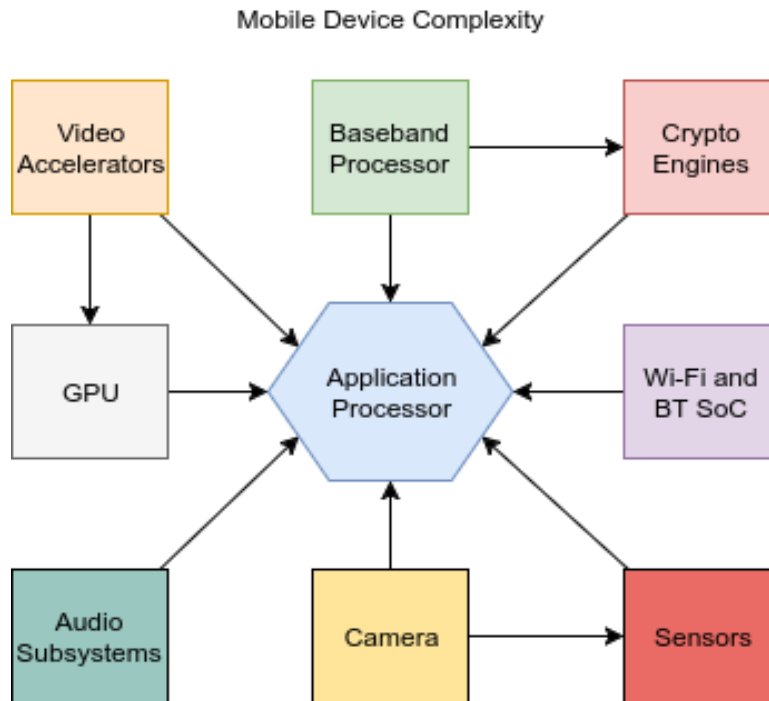 Mobile Device Complexity
Video
Accelerators
Baseband
Processor
Crypto
Engines
GPU
Application
Processor
Wi-Fi and
BT SoC
Audio
Subsystems
Camera
Sensors